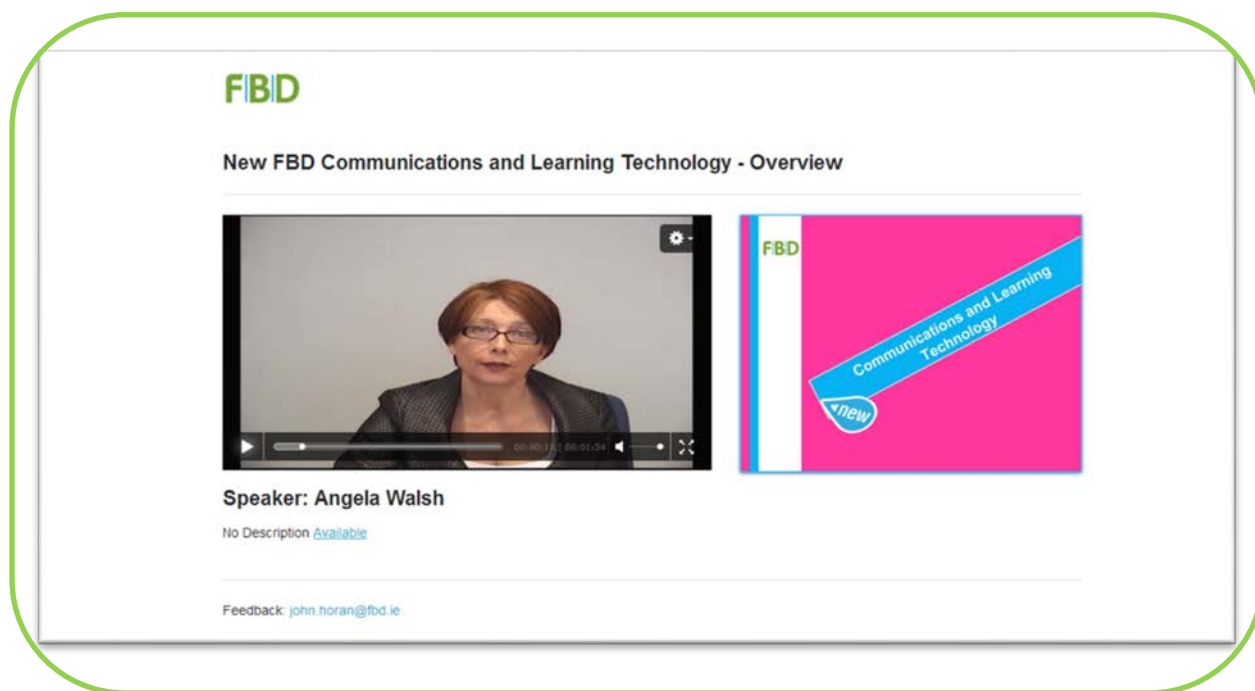 FBD
New FBD Communications and Learning Technology - Overview
FBD
Communications and Learning
Technology
new
Speaker: Angela Walsh
No Description Available
Feedback: john.horan@fbd.ie